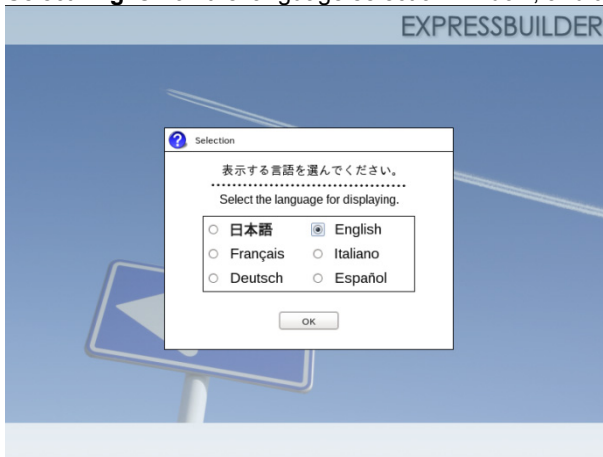 EXPRESSBUILDER
Selection
表示する言語を選んでください。
Select the language for displaying.
日本語 English
Français Italiano
Deutsch Español
OK